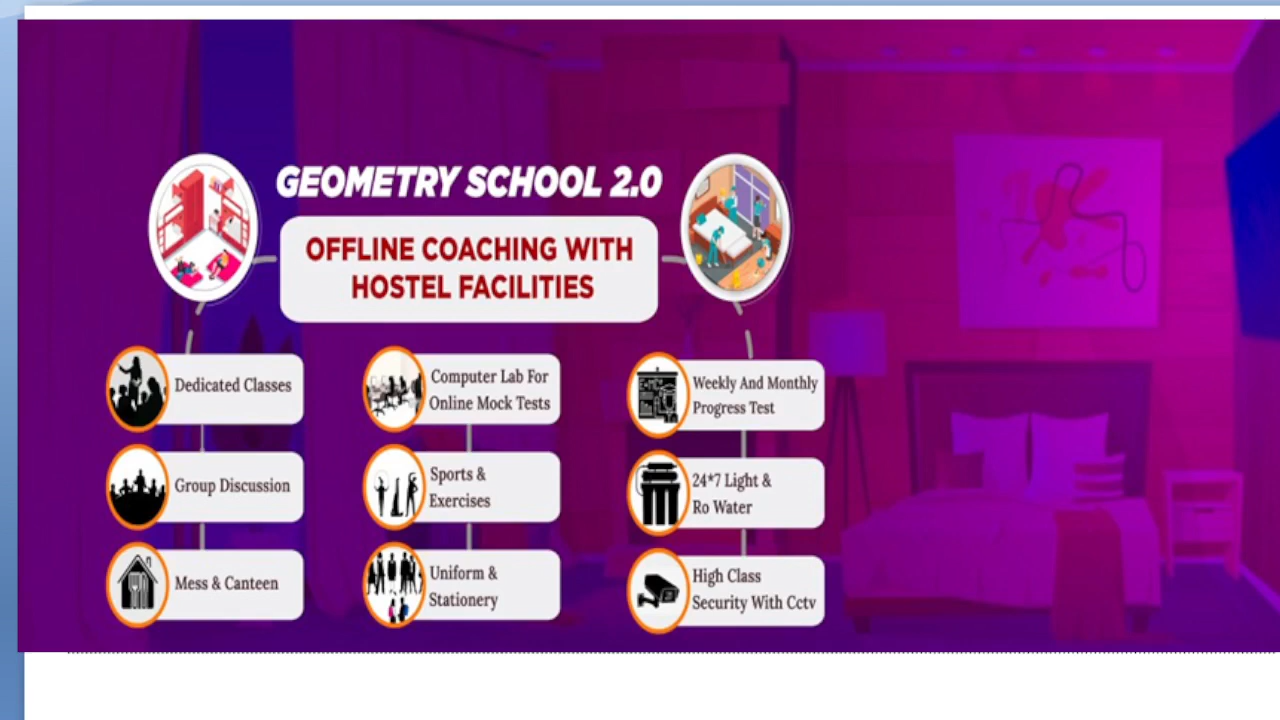 GEOMETRY SCHOOL 2.0
OFFLINE COACHING WITH
HOSTEL FACILITIES
Dedicated Classes
Group Discussion
Mess & Canteen
Computer Lab For
Online Mock Tests
Sports &
Exercises
Uniform &
Stationery
Weekly And Monthly
Progress Test
24*7 Light &
Ro Water
High Class
Security With Cctv